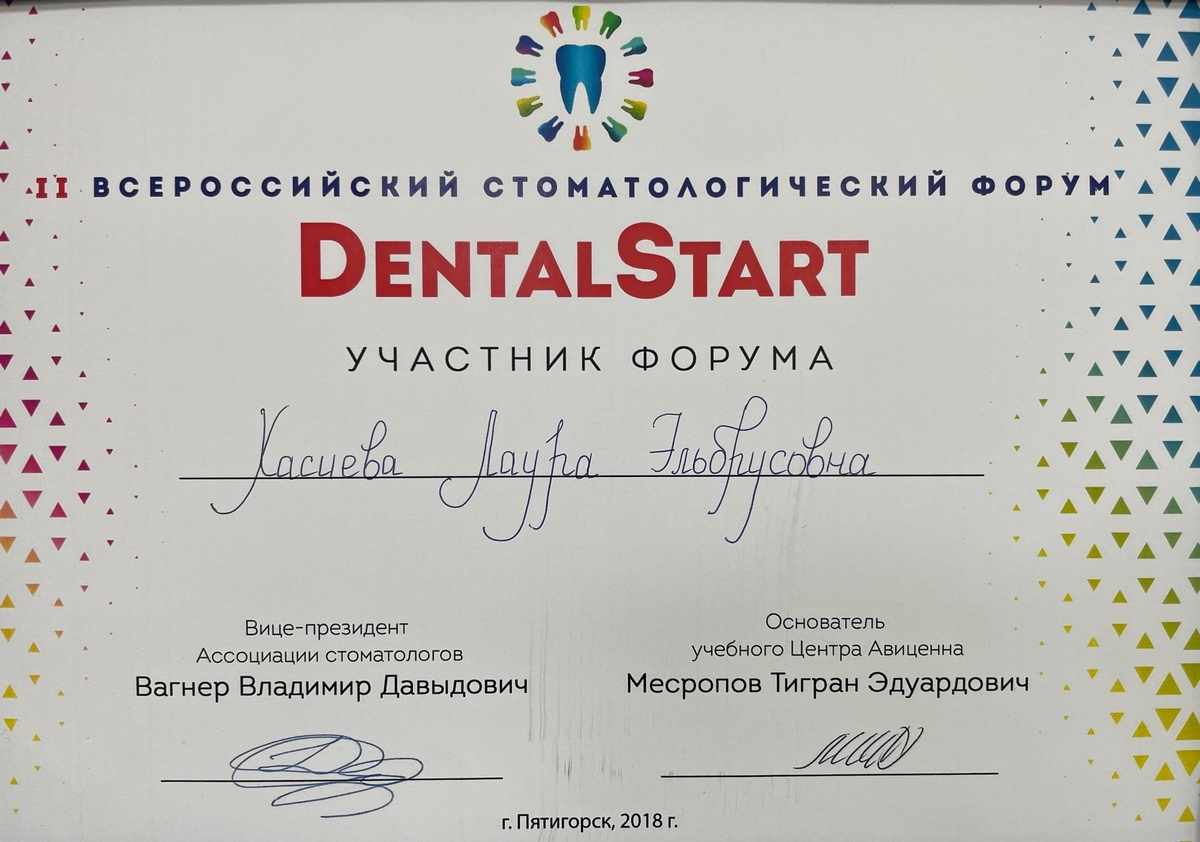 II ВСЕРОССИЙСКИЙ СТОМАТОЛОГИЧЕСКИЙ ФОРУМ
DENTALSTART
УЧАСТНИК ФОРУМА
Хасиева Лаура Эльбрусовна
Вице-президент
Ассоциации стоматологов
Вагнер Владимир Давыдович
Основатель
учебного Центра Авиценна
Месропов Тигран Эдуардович
г. Пятигорск, 2018 г.